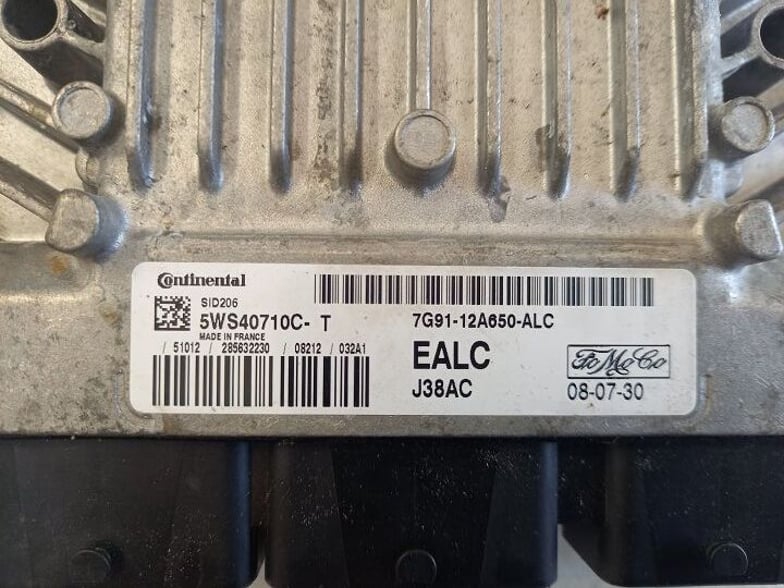 Continental
SID206
5WS40710C- T
MADE IN FRANCE
/ 51012 / 285632230 / 08212 / 032A1
7G91-12A650-ALC
EALC
J38AC
FoMoCo
08-07-30